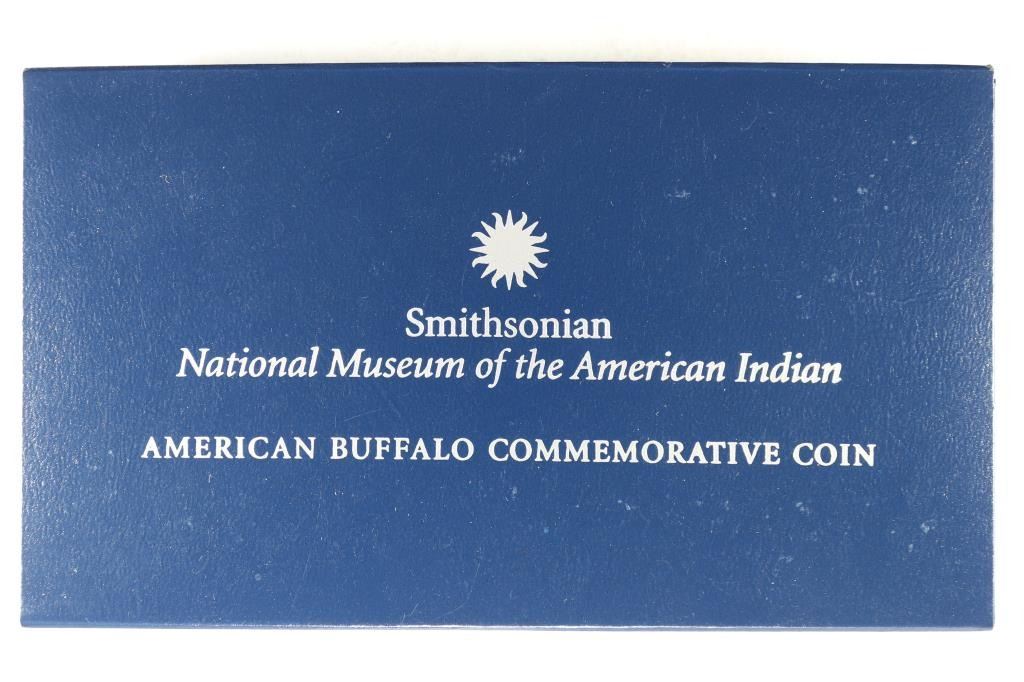 Smithsonian
National Museum of the American Indian
AMERICAN BUFFALO COMMEMORATIVE COIN